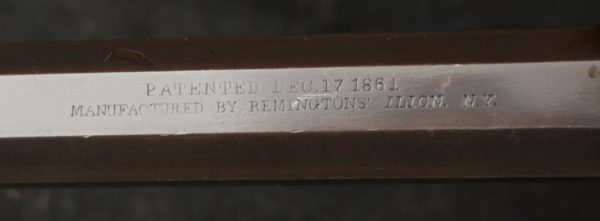 PATENTED DEC. 17 1861
MANUFACTURED BY REMINGTONS' ILION. N.Y.